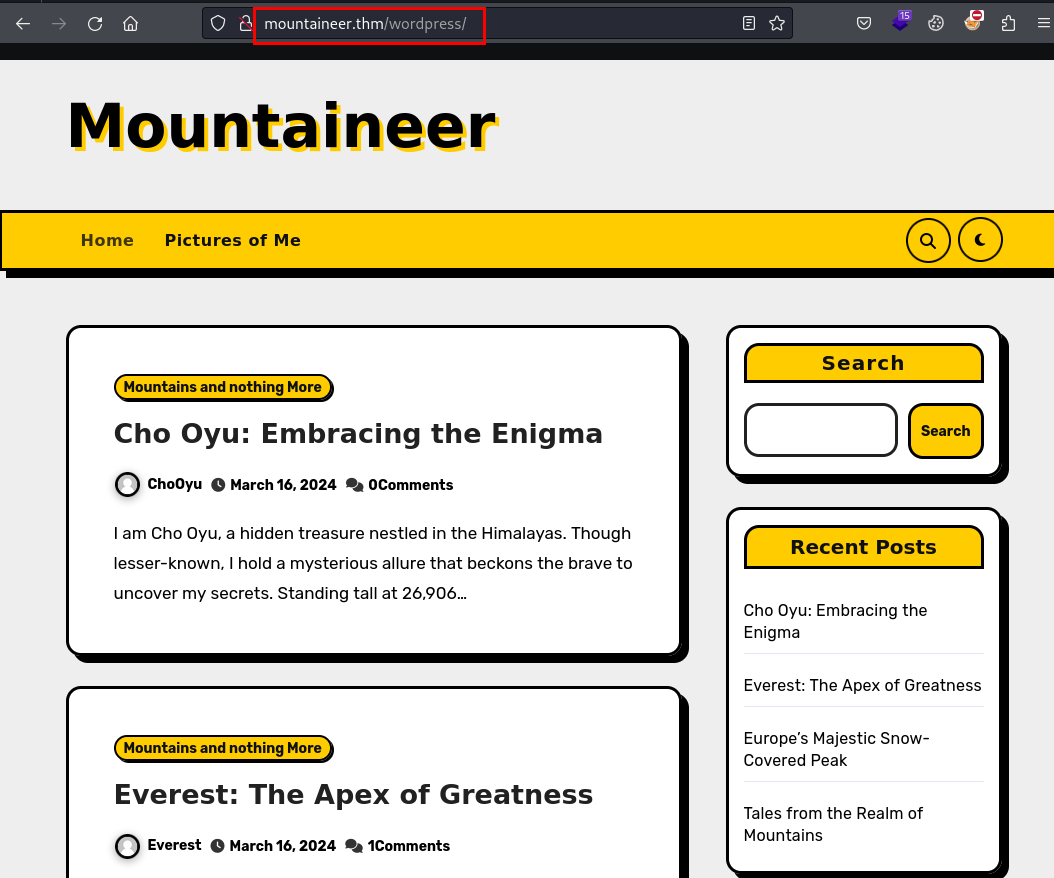 mountaineer.thm/wordpress/
15
Mountaineer
Home
Pictures of Me
Mountains and nothing More
Cho Oyu: Embracing the Enigma
ChoOyu March 16, 2024 0Comments
I am Cho Oyu, a hidden treasure nestled in the Himalayas. Though
lesser-known, I hold a mysterious allure that beckons the brave to
uncover my secrets. Standing tall at 26,906…
Mountains and nothing More
Everest: The Apex of Greatness
Everest March 16, 2024 1Comments
Search
Search
Recent Posts
Cho Oyu: Embracing the
Enigma
Everest: The Apex of Greatness
Europe’s Majestic Snow-
Covered Peak
Tales from the Realm of
Mountains